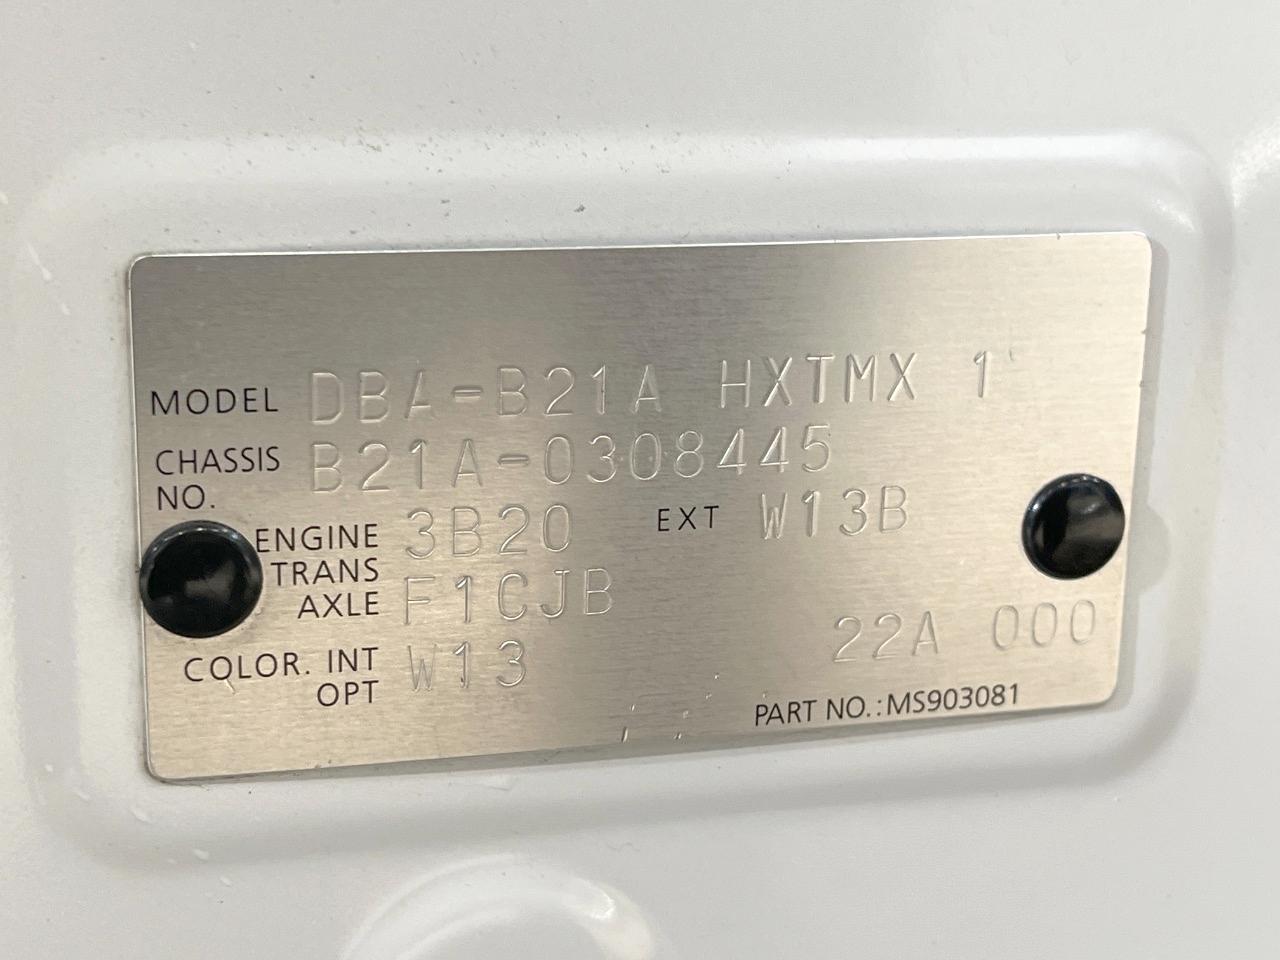 MODEL DBA-B21A HXTMX 1
CHASSIS NO. B21A-0308445
ENGINE 3B20 EXT W13B
TRANS AXLE F1CJB
COLOR. INT OPT W13 22A 000
PART NO.:MS903081